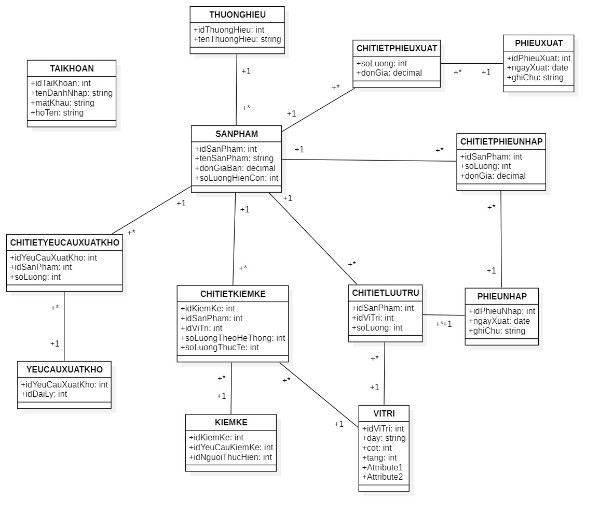 THUONGHIEU
+idThuongHieu: int
+tenThuongHieu: string
CHITIETPHIEUXUAT
+soLuong: int
+donGia: decimal
PHIEUXUAT
+idPhieuXuat: int
+ngayXuat: date
+ghiChu: string
TAIKHOAN
+idTaiKhoan: int
+tenDanhNhap: string
+matKhau: string
+hoTen: string
+1
+*
+1
+*
+*
+1
SANPHAM
+idSanPham: int
+tenSanPham: string
+donGiaBan: decimal
+soLuongHienCon: int
+1
+*
CHITIETPHIEUNHAP
+idSanPham: int
+soLuong: int
+donGia: decimal
+1
+*
+1
+*
+1
+*
+*
+1
CHITIETYEUCAUXUATKHO
+idYeuCauXuatKho: int
+idSanPham: int
+soLuong: int
CHITIETKIEMKE
+idKiemKe: int
+idSanPham: int
+idViTri: int
+soLuongTheoHeThong: int
+soLuongThucTe: int
CHITIETLUUTRU
+idSanPham: int
+idViTri: int
+soLuong: int
+*
+1
PHIEUNHAP
+idPhieuNhap: int
+ngayXuat: date
+ghiChu: string
+*
+1
+*
+1
+*
+1
+*
+1
YEUCAUXUATKHO
+idYeuCauXuatKho: int
+idDaiLy: int
KIEMKE
+idKiemKe: int
+idYeuCauKiemKe: int
+idNguoiThucHien: int
VITRI
+idViTri: int
+day: string
+cot: int
+tang: int
+Attribute1
+Attribute2